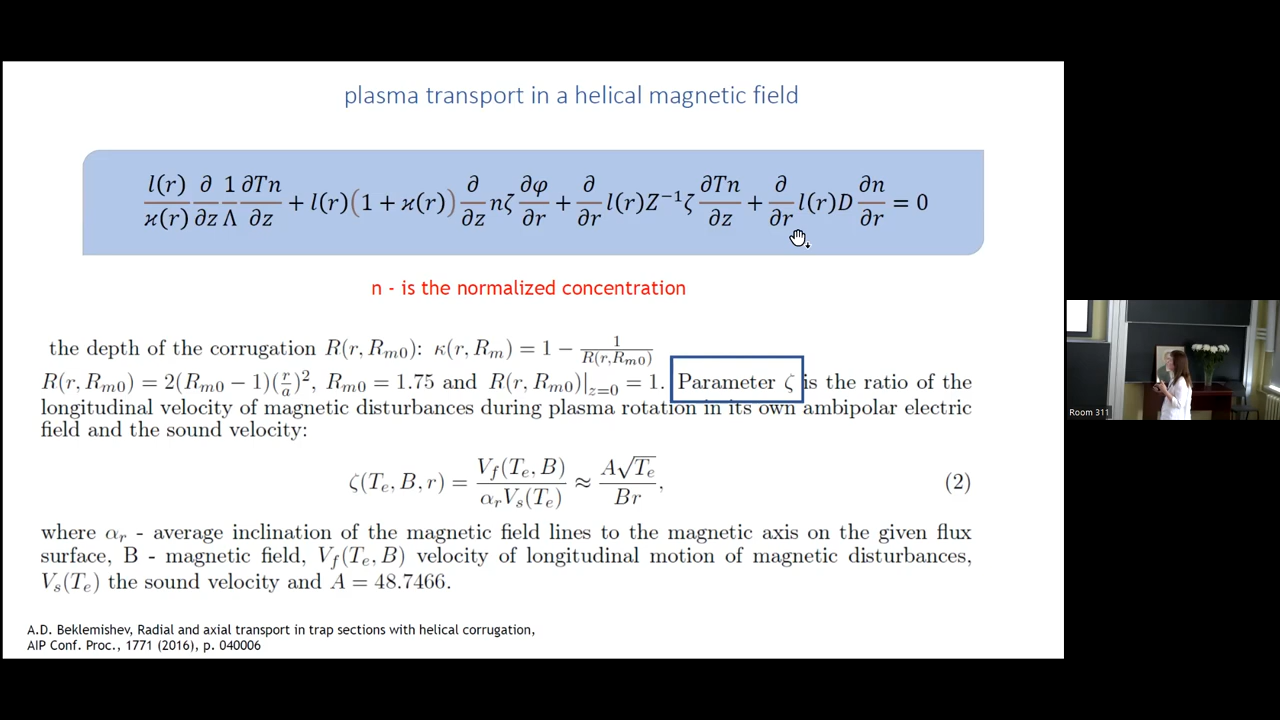 plasma transport in a helical magnetic field
l(r)/ϰ(r) ∂/∂z 1/Λ ∂Tn/∂z + l(r)(1 + ϰ(r)) ∂/∂z nζ ∂φ/∂r + ∂/∂r l(r)Z⁻¹ζ ∂Tn/∂z + ∂/∂r l(r)D ∂n/∂r = 0
n - is the normalized concentration
the depth of the corrugation R(r, Rm0): κ(r, Rm) = 1 − 1/R(r,Rm0)
R(r, Rm0) = 2(Rm0 − 1)(r/a)², Rm0 = 1.75 and R(r, Rm0)|z=0 = 1. Parameter ζ is the ratio of the
longitudinal velocity of magnetic disturbances during plasma rotation in its own ambipolar electric
field and the sound velocity:
ζ(Te, B, r) = Vf(Te, B)/αrVs(Te) ≈ A√Te/Br, (2)
where αr - average inclination of the magnetic field lines to the magnetic axis on the given flux
surface, B - magnetic field, Vf(Te, B) velocity of longitudinal motion of magnetic disturbances,
Vs(Te) the sound velocity and A = 48.7466.
A.D. Beklemishev, Radial and axial transport in trap sections with helical corrugation,
AIP Conf. Proc., 1771 (2016), p. 040006
Room 311